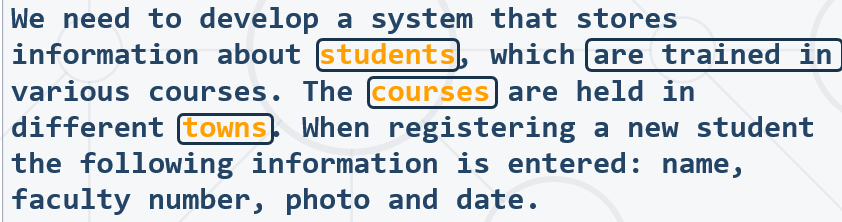 We need to develop a system that stores
information about students, which are trained in
various courses. The courses are held in
different towns. When registering a new student
the following information is entered: name,
faculty number, photo and date.